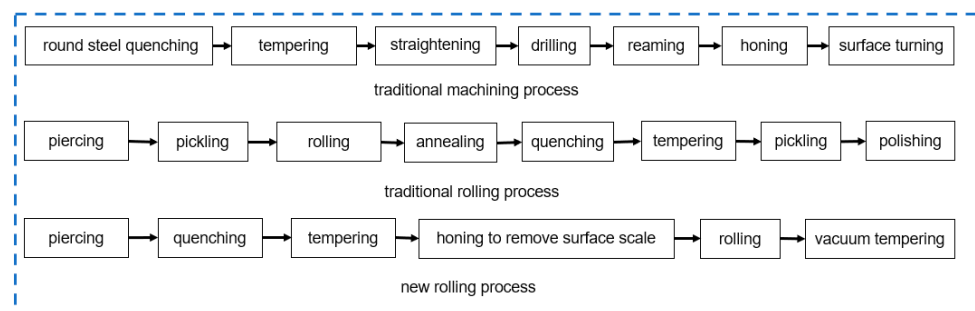 round steel quenching tempering straightening drilling reaming honing surface turning
traditional machining process
piercing pickling rolling annealing quenching tempering pickling polishing
traditional rolling process
piercing quenching tempering honing to remove surface scale rolling vacuum tempering
new rolling process